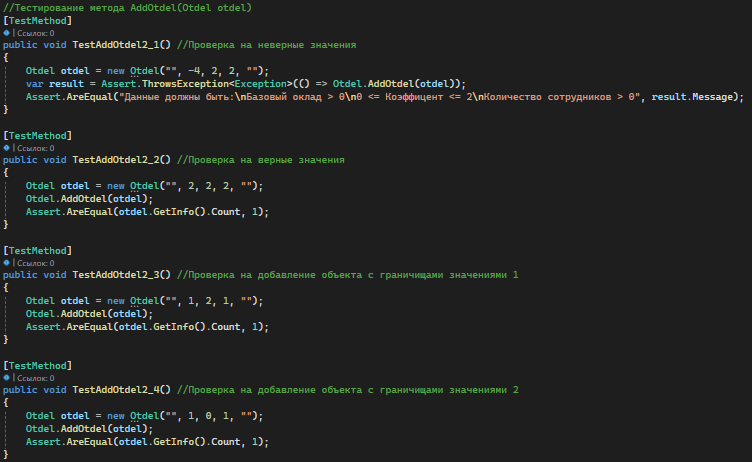 //Тестирование метода AddOtdel(Otdel otdel)
[TestMethod]
| Ссылок: 0
public void TestAddOtdel2_1() //Проверка на неверные значения
{
Otdel otdel = new Otdel("", -4, 2, 2, "");
var result = Assert.ThrowsException<Exception>(() => Otdel.AddOtdel(otdel));
Assert.AreEqual("Данные должны быть:\nБазовый оклад > 0\n0 <= Коэффицент <= 2\nКоличество сотрудников > 0", result.Message);
}
[TestMethod]
| Ссылок: 0
public void TestAddOtdel2_2() //Проверка на верные значения
{
Otdel otdel = new Otdel("", 2, 2, 2, "");
Otdel.AddOtdel(otdel);
Assert.AreEqual(otdel.GetInfo().Count, 1);
}
[TestMethod]
| Ссылок: 0
public void TestAddOtdel2_3() //Проверка на добавление объекта с граничищами значениями 1
{
Otdel otdel = new Otdel("", 1, 2, 1, "");
Otdel.AddOtdel(otdel);
Assert.AreEqual(otdel.GetInfo().Count, 1);
}
[TestMethod]
| Ссылок: 0
public void TestAddOtdel2_4() //Проверка на добавление объекта с граничищами значениями 2
{
Otdel otdel = new Otdel("", 1, 0, 1, "");
Otdel.AddOtdel(otdel);
Assert.AreEqual(otdel.GetInfo().Count, 1);
}